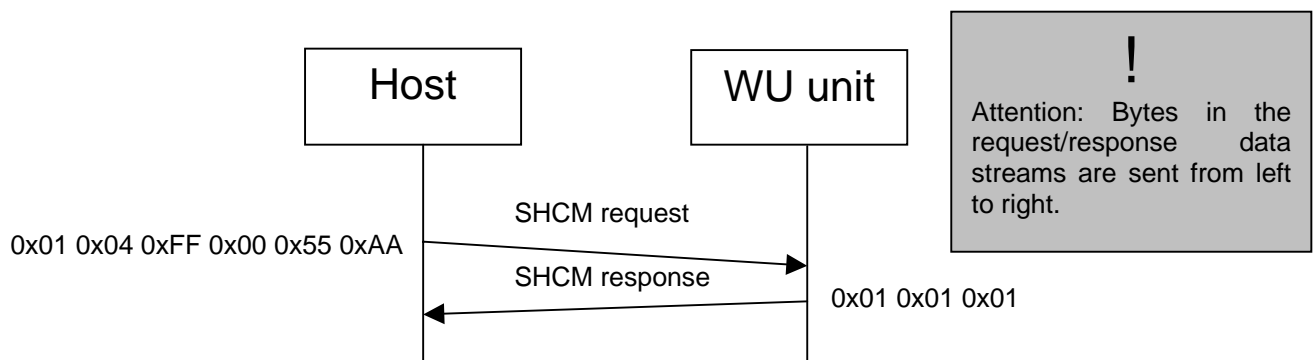 Host
WU unit
!
Attention: Bytes in the
request/response data
streams are sent from left
to right.
SHCM request
0x01 0x04 0xFF 0x00 0x55 0xAA
SHCM response
0x01 0x01 0x01